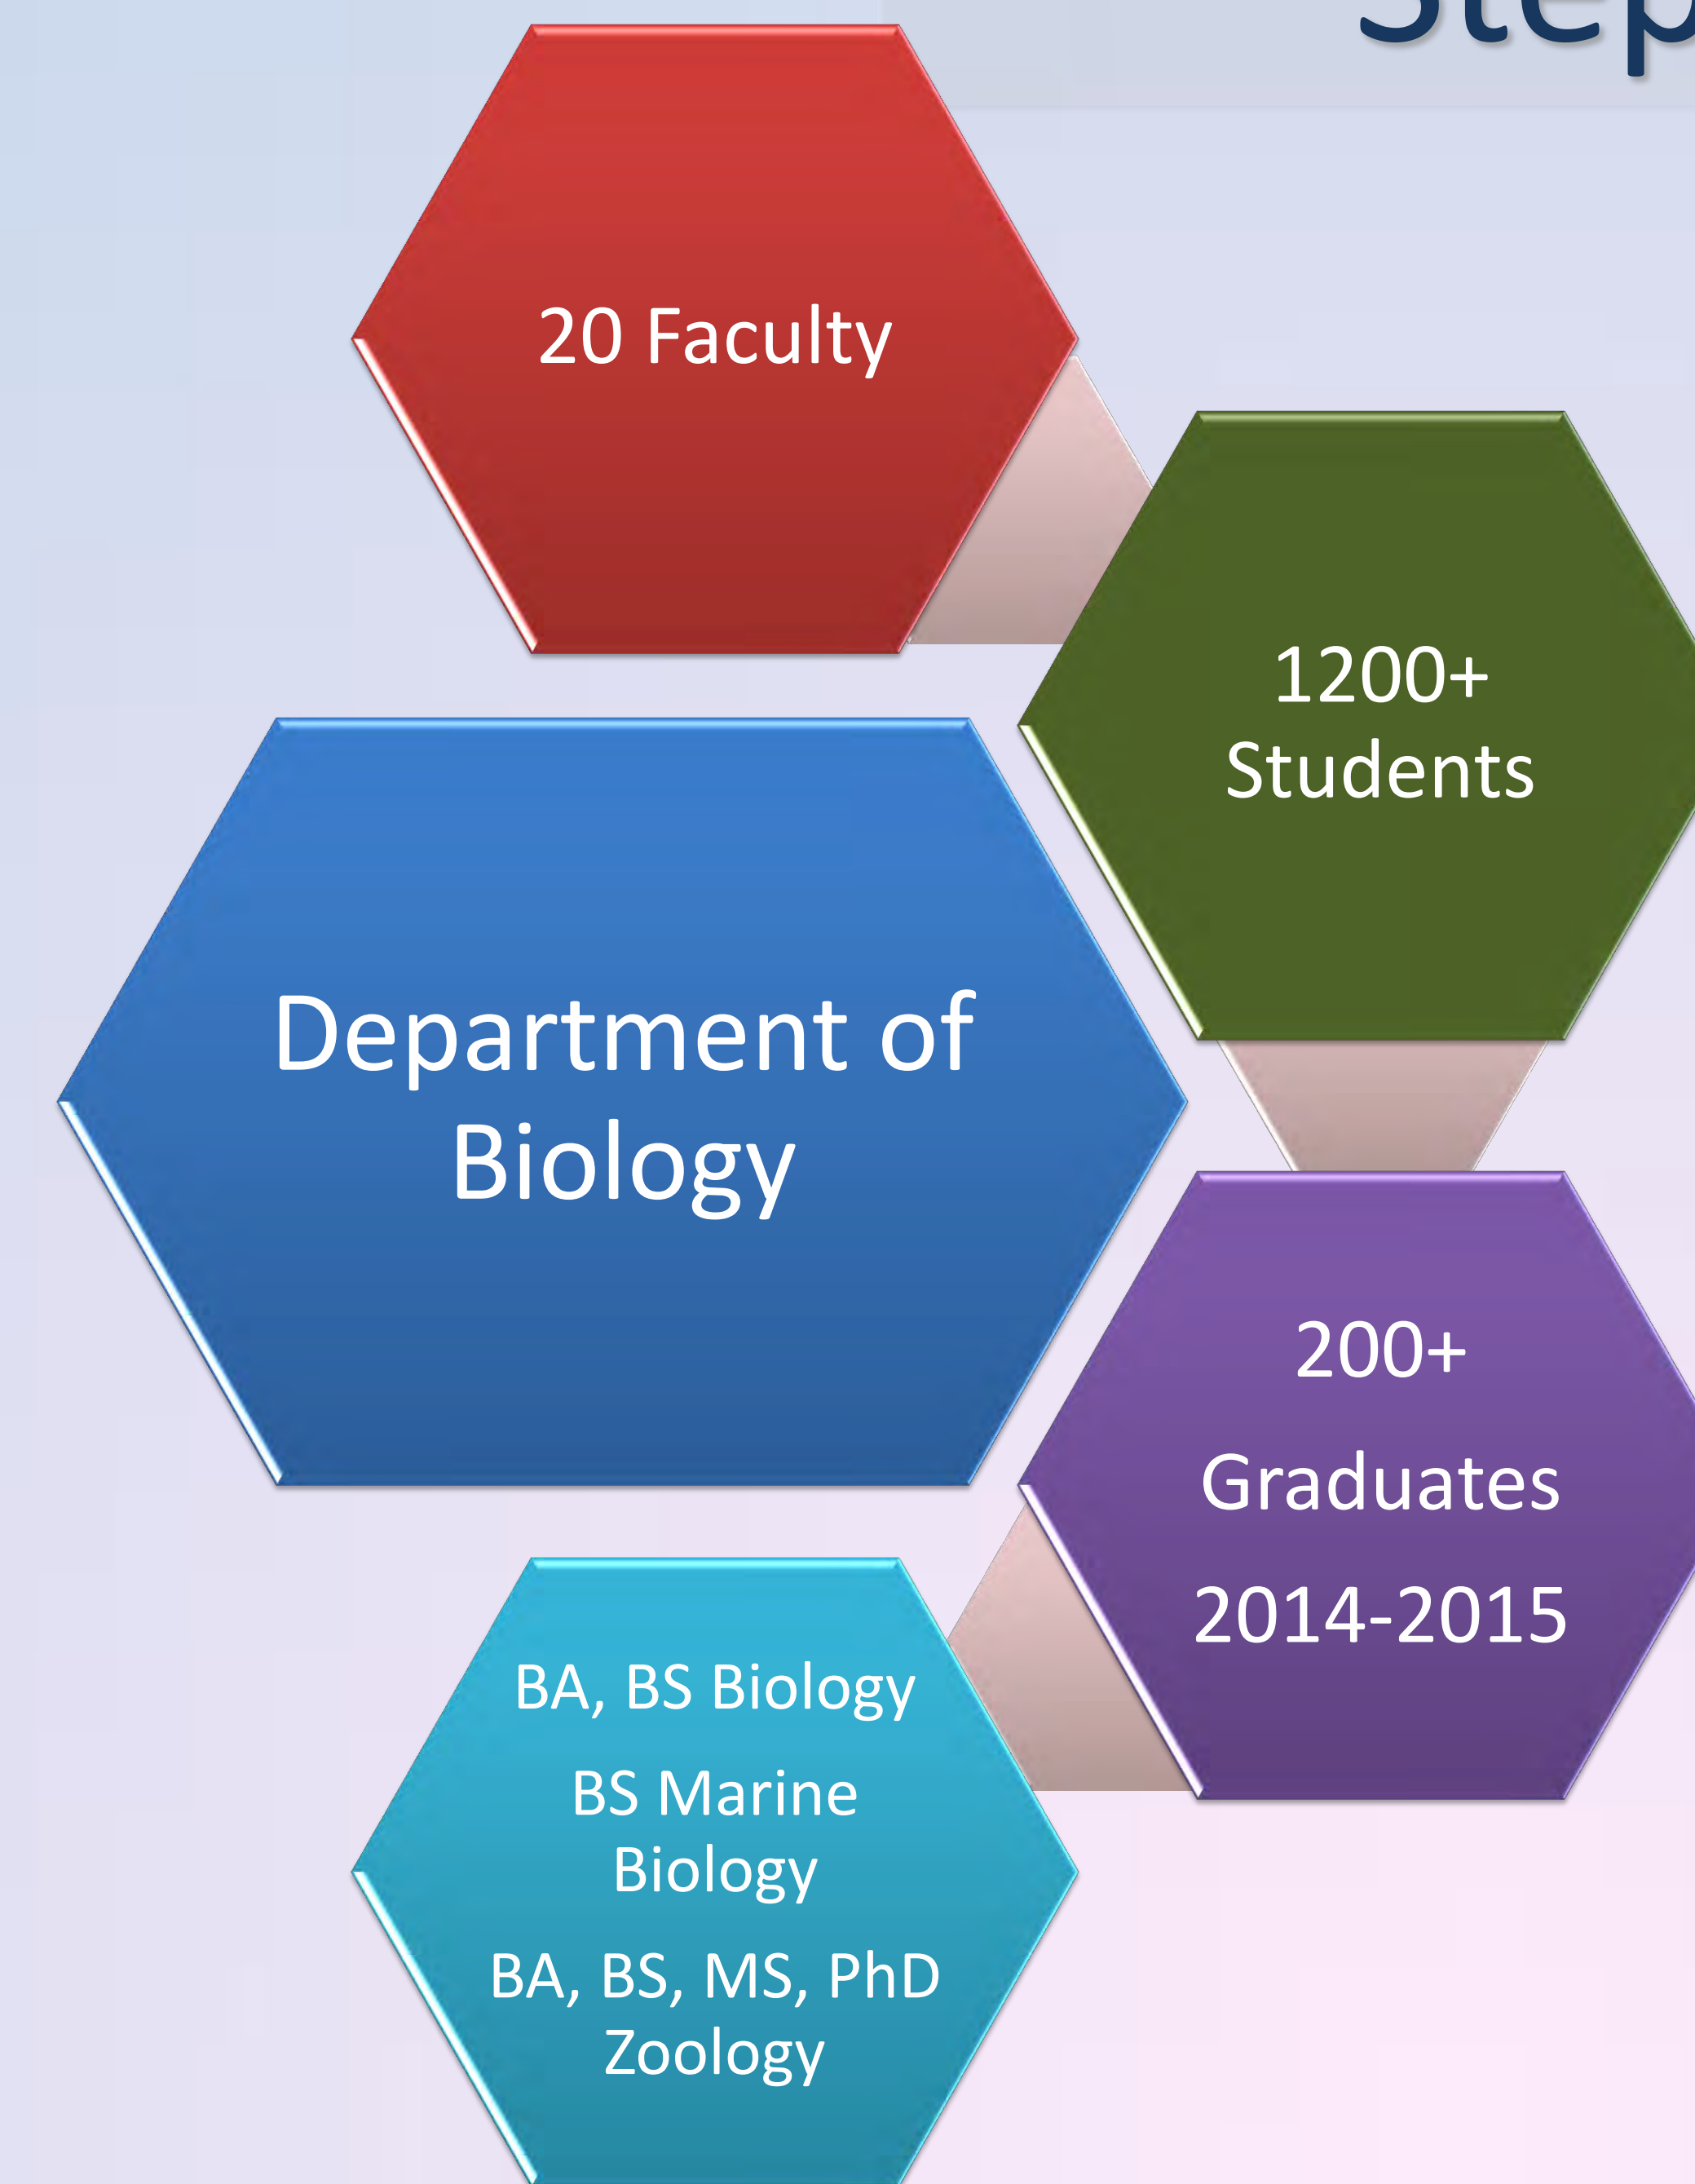 20 Faculty
1200+
Students
Department of
Biology
200+
Graduates
2014-2015
BA, BS Biology
BS Marine
Biology
BA, BS, MS, PhD
Zoology